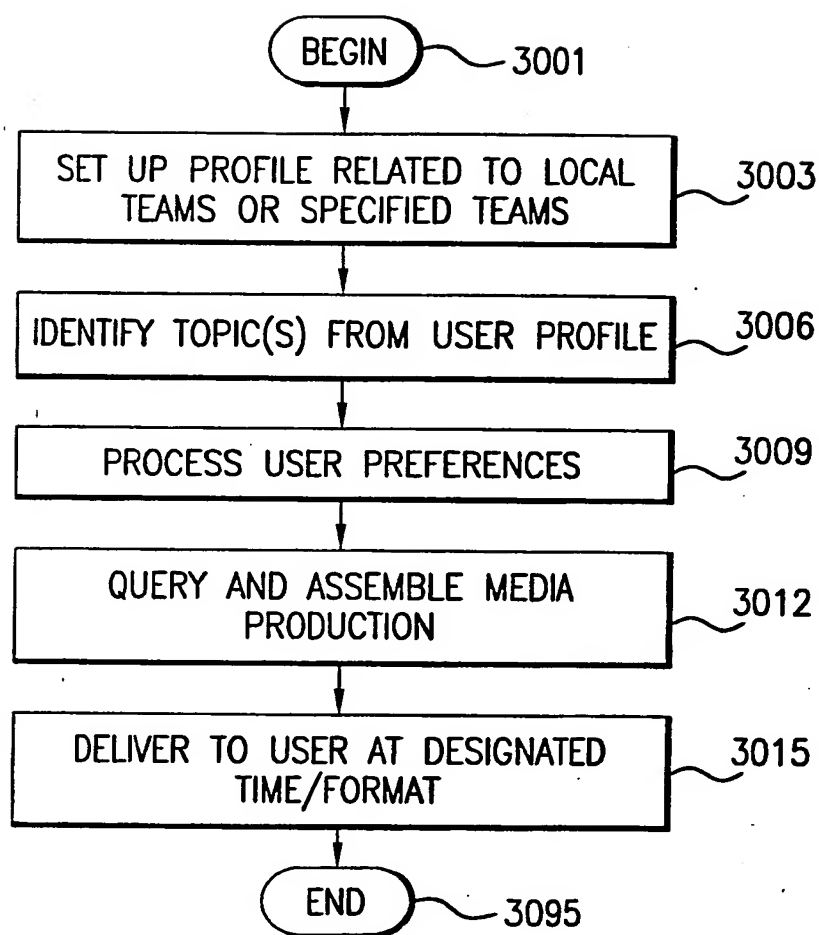 BEGIN
3001
SET UP PROFILE RELATED TO LOCAL
TEAMS OR SPECIFIED TEAMS
3003
IDENTIFY TOPIC(S) FROM USER PROFILE
3006
PROCESS USER PREFERENCES
3009
QUERY AND ASSEMBLE MEDIA
PRODUCTION
3012
DELIVER TO USER AT DESIGNATED
TIME/FORMAT
3015
END
3095